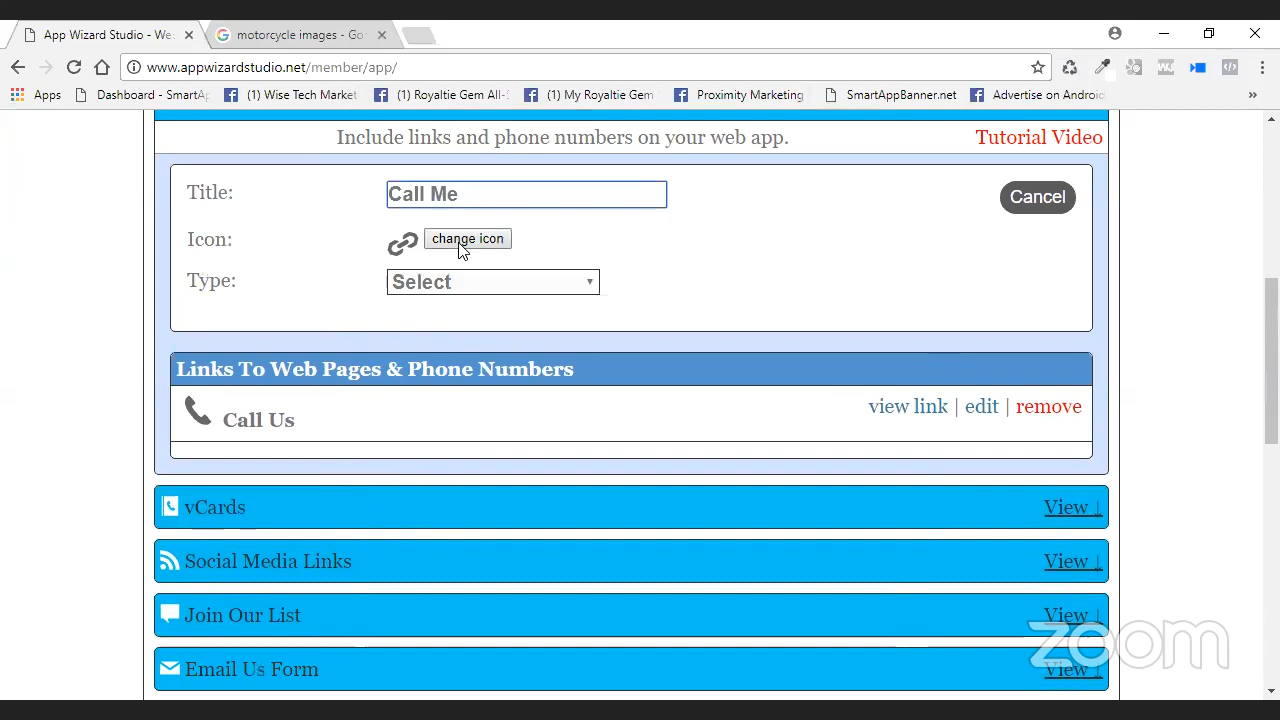 App Wizard Studio - We
motorcycle images - Go
www.appwizardstudio.net/member/app/
Apps
Dashboard - SmartA
(1) Wise Tech Market
(1) Royaltie Gem All-
(1) My Royaltie Gem
Proximity Marketing
SmartAppBanner.net
Advertise on Android
»
Include links and phone numbers on your web app.
Tutorial Video
Title:
Call Me
Cancel
Icon:
change icon
Type:
Select
Links To Web Pages & Phone Numbers
Call Us
view link | edit | remove
vCards
View ↓
Social Media Links
View ↓
Join Our List
View ↓
Email Us Form
View ↓
zoom